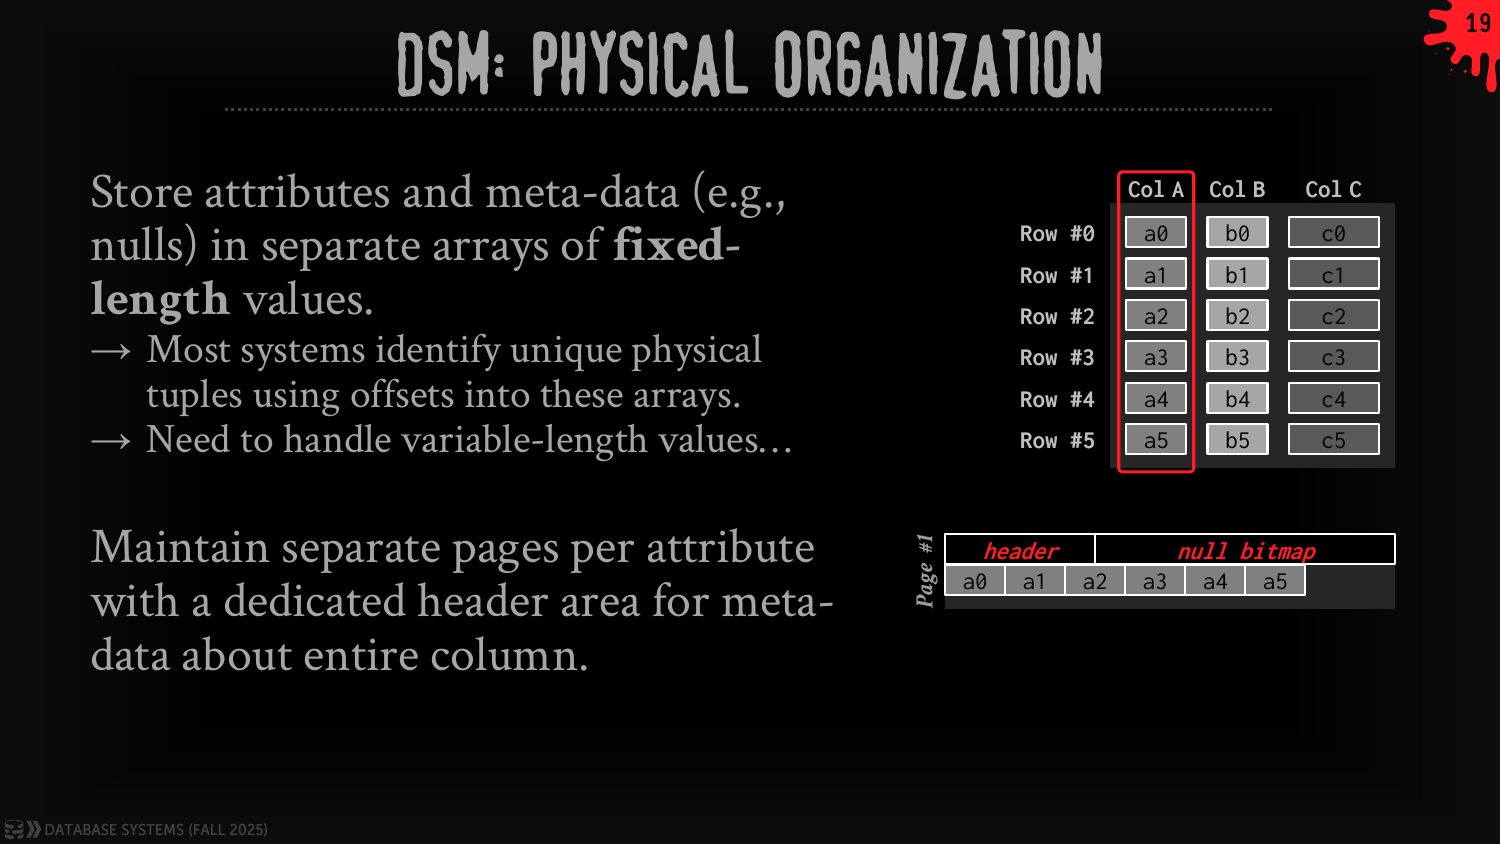 19
DSM: PHYSICAL ORGANIZATION
Store attributes and meta-data (e.g.,
nulls) in separate arrays of fixed-
length values.
→ Most systems identify unique physical
tuples using offsets into these arrays.
→ Need to handle variable-length values…
Maintain separate pages per attribute
with a dedicated header area for meta-
data about entire column.
Col A Col B Col C
Row #0 a0 b0 c0
Row #1 a1 b1 c1
Row #2 a2 b2 c2
Row #3 a3 b3 c3
Row #4 a4 b4 c4
Row #5 a5 b5 c5
Page #1
header null bitmap
a0 a1 a2 a3 a4 a5
DATABASE SYSTEMS (FALL 2025)